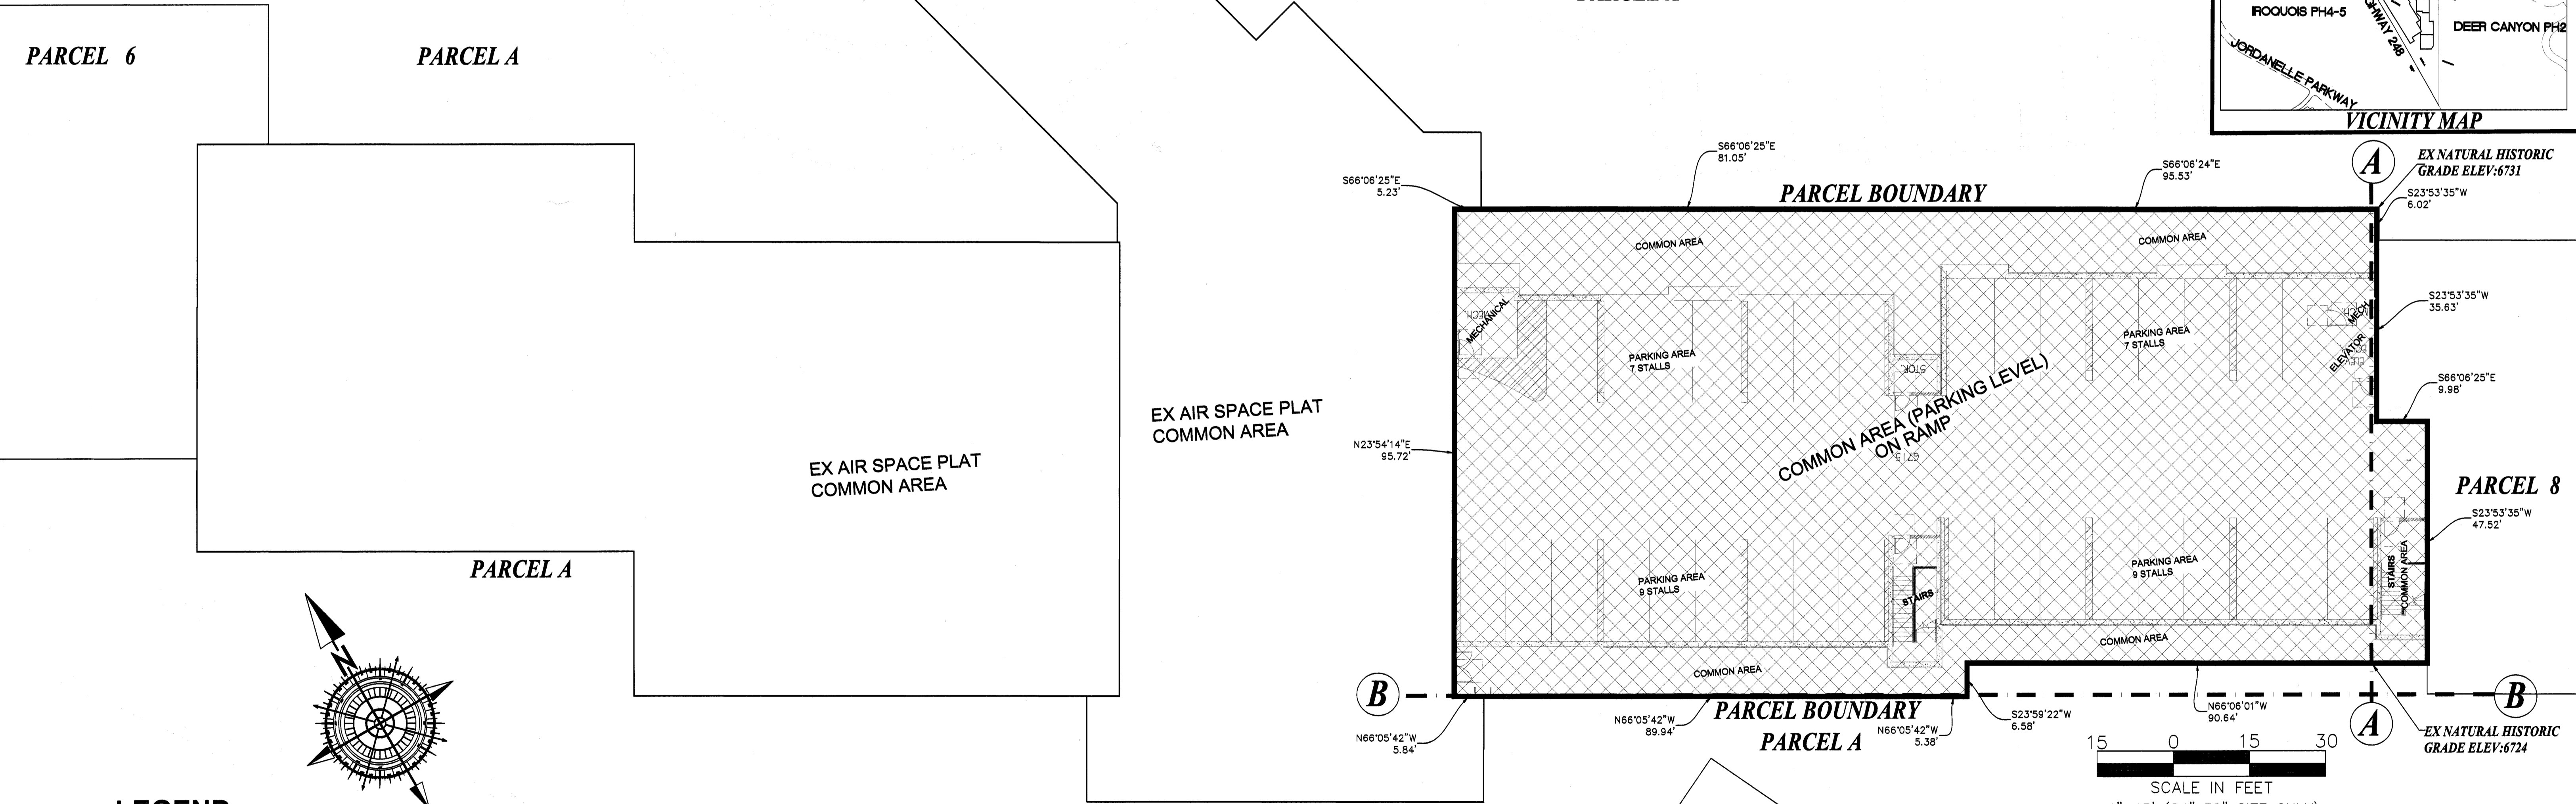 PARCEL 6
PARCEL A
IROQUOIS PH4-5
DEER CANYON PH2
JORDANELLE PARKWAY
VICINITY MAP
A
EX NATURAL HISTORIC
GRADE ELEV:6731
S66°06'25"E
5.23'
S66°06'25"E
81.05'
PARCEL BOUNDARY
S66°06'24"E
95.53'
S23°53'35"W
6.02'
COMMON AREA
COMMON AREA
MECHANICAL
MECH
PARKING AREA
7 STALLS
STOR.
PARKING AREA
7 STALLS
MECH
ELEVATOR
S23°53'35"W
35.63'
S66°06'25"E
9.98'
EX AIR SPACE PLAT
COMMON AREA
EX AIR SPACE PLAT
COMMON AREA
N23°54'14"E
95.72'
COMMON AREA (PARKING LEVEL)
ON RAMP
G715
PARCEL 8
S23°53'35"W
47.52'
PARCEL A
PARKING AREA
9 STALLS
STAIRS
PARKING AREA
9 STALLS
STAIRS
COMMON AREA
COMMON AREA
COMMON AREA
N
B
N66°05'42"W
5.84'
N66°05'42"W
89.94'
PARCEL BOUNDARY
PARCEL A
N66°05'42"W
5.38'
S23°59'22"W
6.58'
N66°06'01"W
90.64'
A
B
EX NATURAL HISTORIC
GRADE ELEV:6724
15 0 15 30
SCALE IN FEET
LEGEND